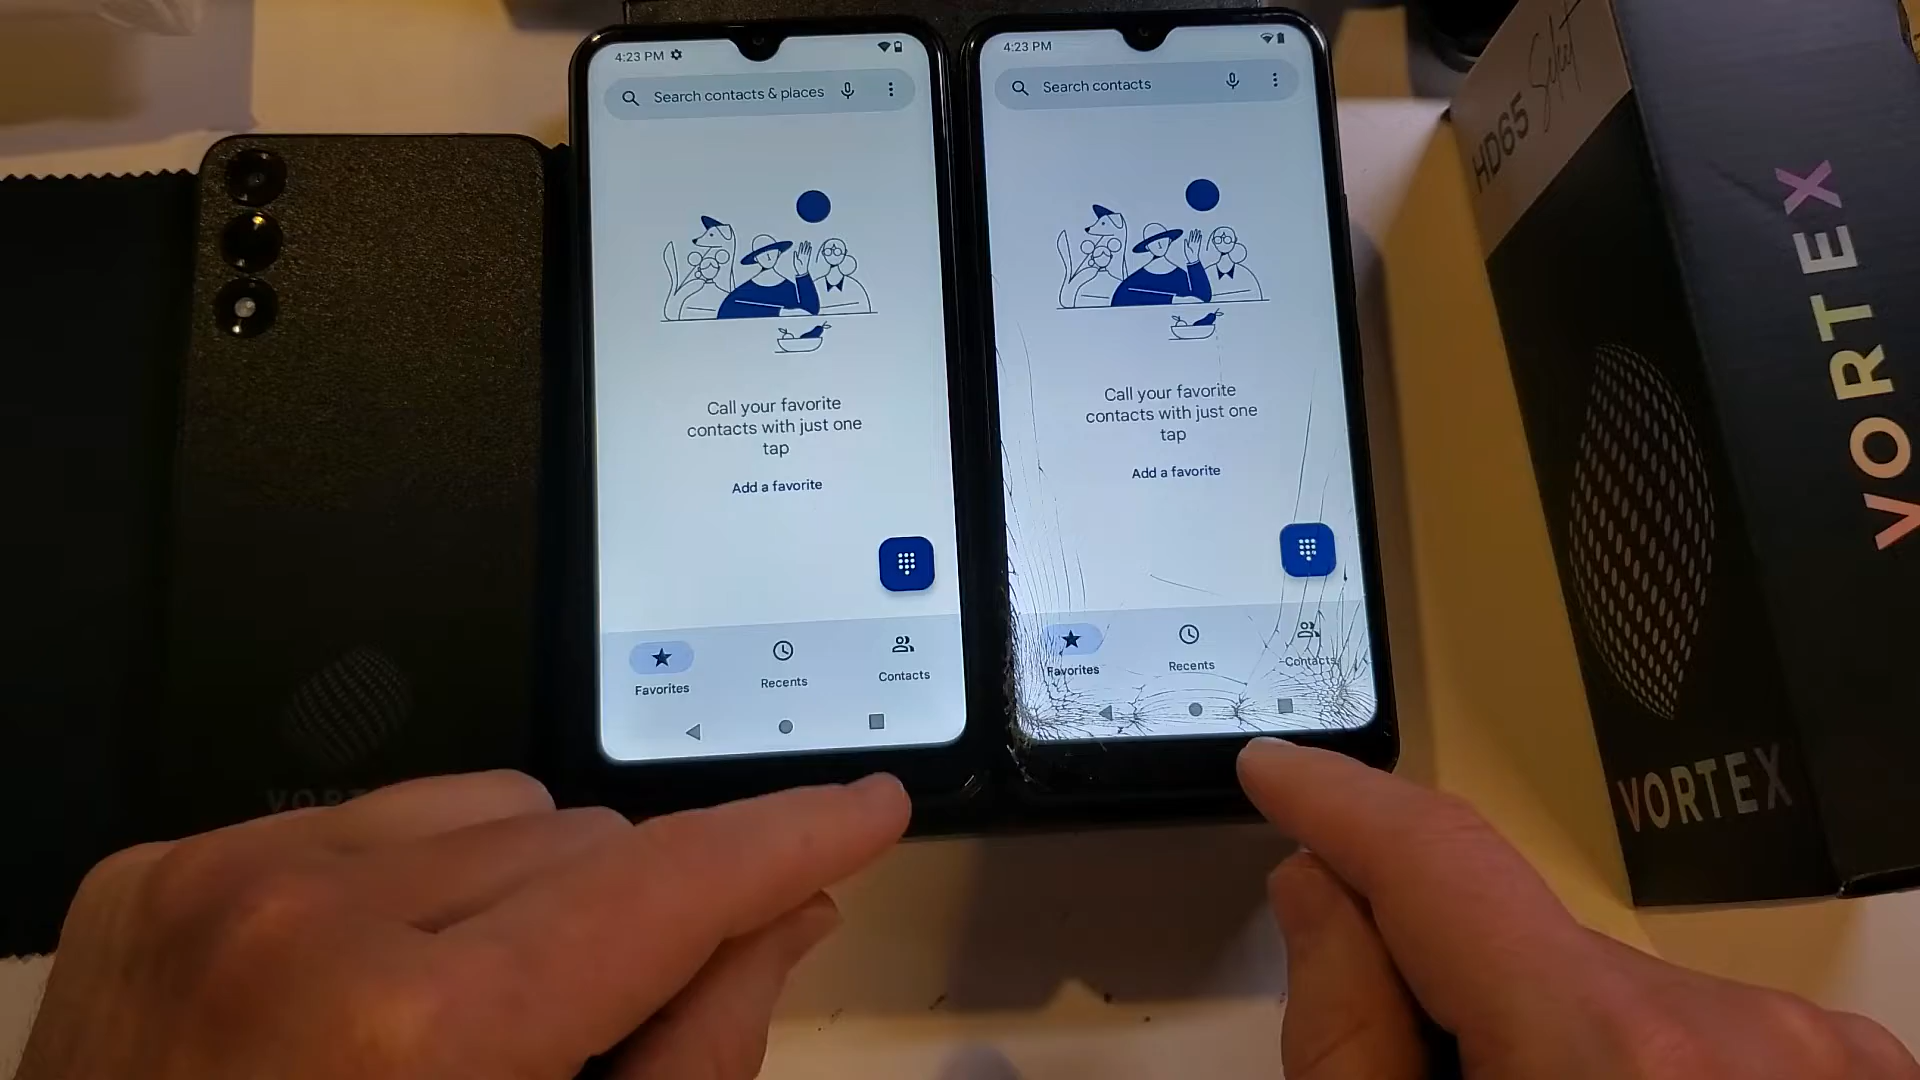 4:23 PM
Search contacts & places
Call your favorite
contacts with just one
tap
Add a favorite
Favorites
Recents
Contacts
4:23 PM
Search contacts
Call your favorite
contacts with just one
tap
Add a favorite
Favorites
Recents
Contacts
HD65 Select
VORTEX
VORTEX